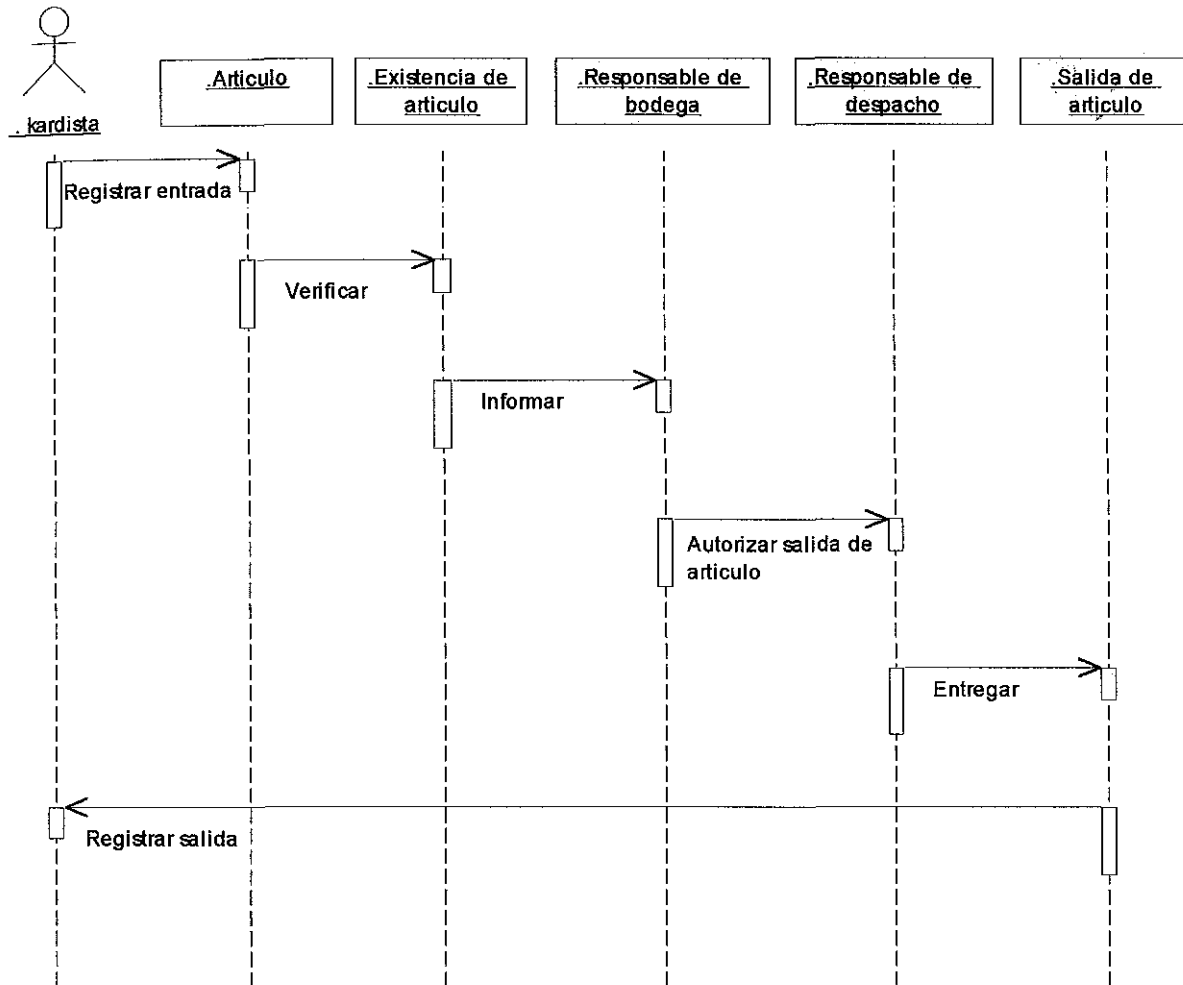 .Articulo
.Existencia de
articulo
.Responsable de
bodega
.Responsable de
despacho
.Salida de
articulo
. kardista
Registrar entrada
Verificar
Informar
Autorizar salida de
articulo
Entregar
Registrar salida